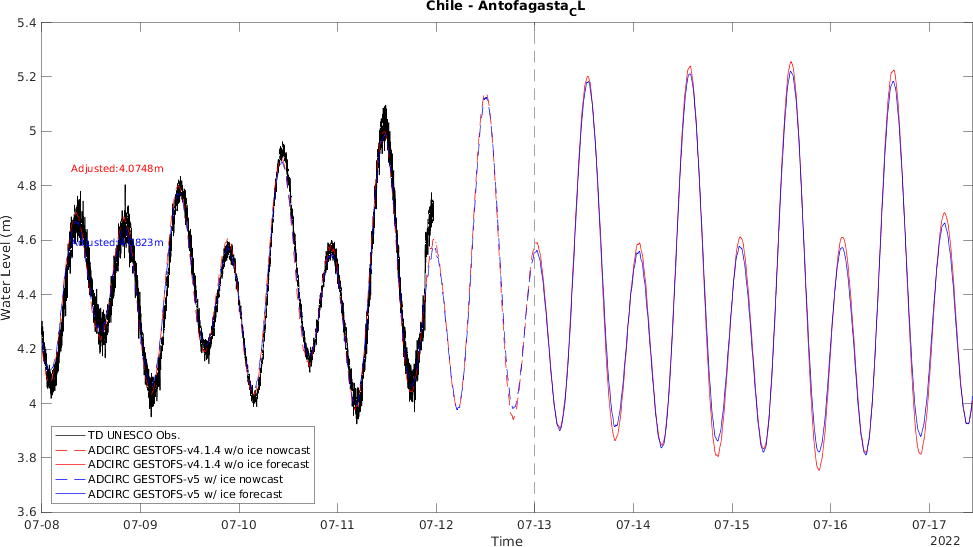 Chile - Antofagasta_CL
5.4
5.2
5
4.8
4.6
4.4
4.2
4
3.8
3.6
Water Level (m)
Adjusted:4.0748m
TD UNESCO Obs.
ADCIRC GESTOFS-v4.1.4 w/o ice nowcast
ADCIRC GESTOFS-v4.1.4 w/o ice forecast
ADCIRC GESTOFS-v5 w/ ice nowcast
ADCIRC GESTOFS-v5 w/ ice forecast
07-08 07-09 07-10 07-11 07-12 07-13 07-14 07-15 07-16 07-17
Time
2022